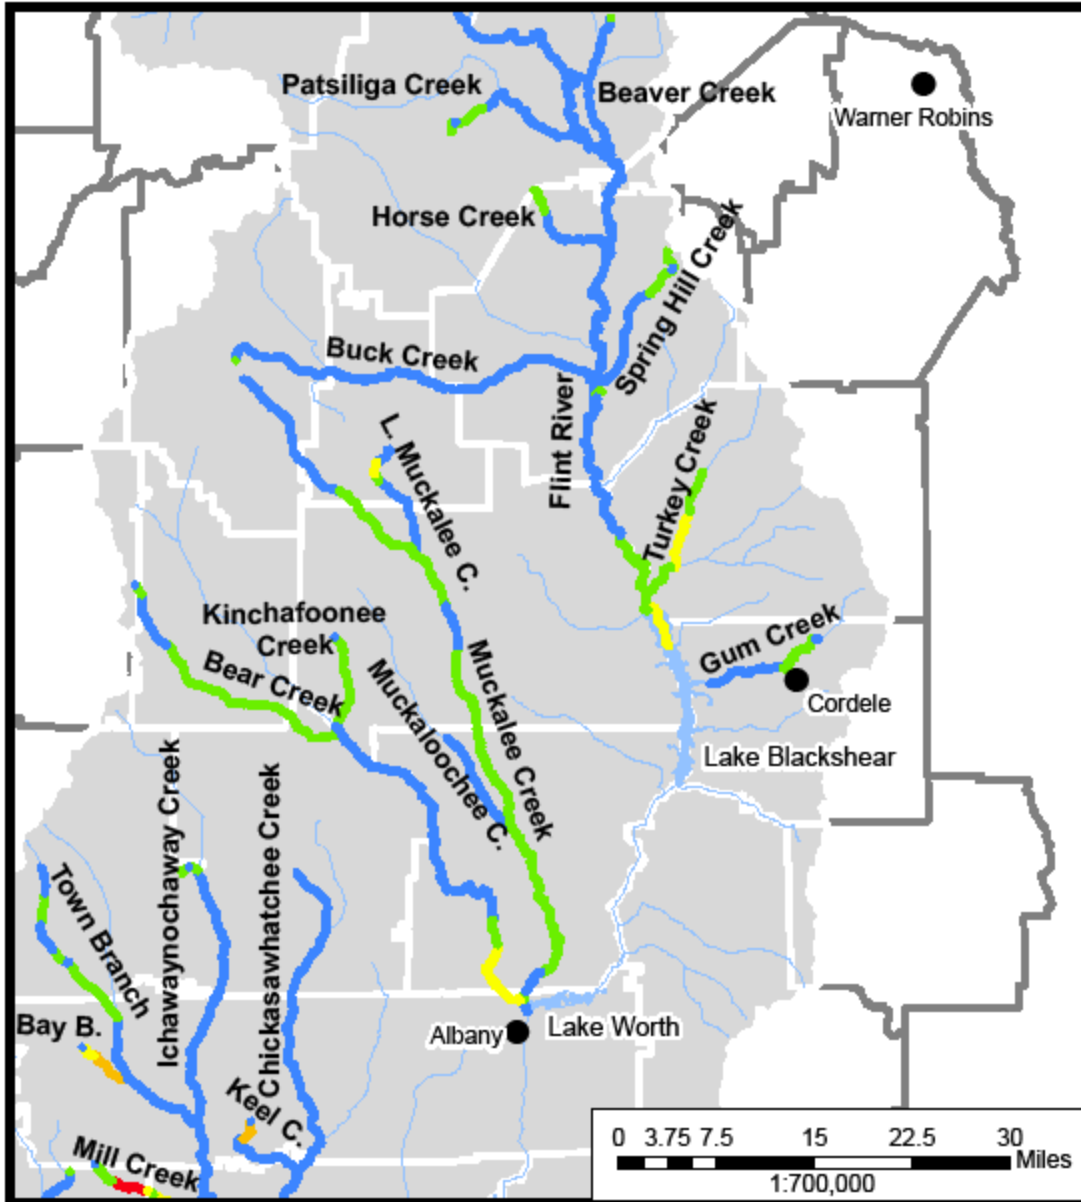 Patsiliga Creek
Beaver Creek
Warner Robins
Horse Creek
Spring Hill Creek
Buck Creek
Flint River
L. Muckalee C.
Turkey Creek
Kinchafoonee
Creek
Gum Creek
Bear Creek
Cordele
Muckaloochee C.
Muckalee Creek
Lake Blackshear
Ichawaynochaway Creek
Chickasawhatchee Creek
Town Branch
Bay B.
Albany
Lake Worth
Keel C.
Mill Creek
0 3.75 7.5 15 22.5 30
Miles
1:700,000